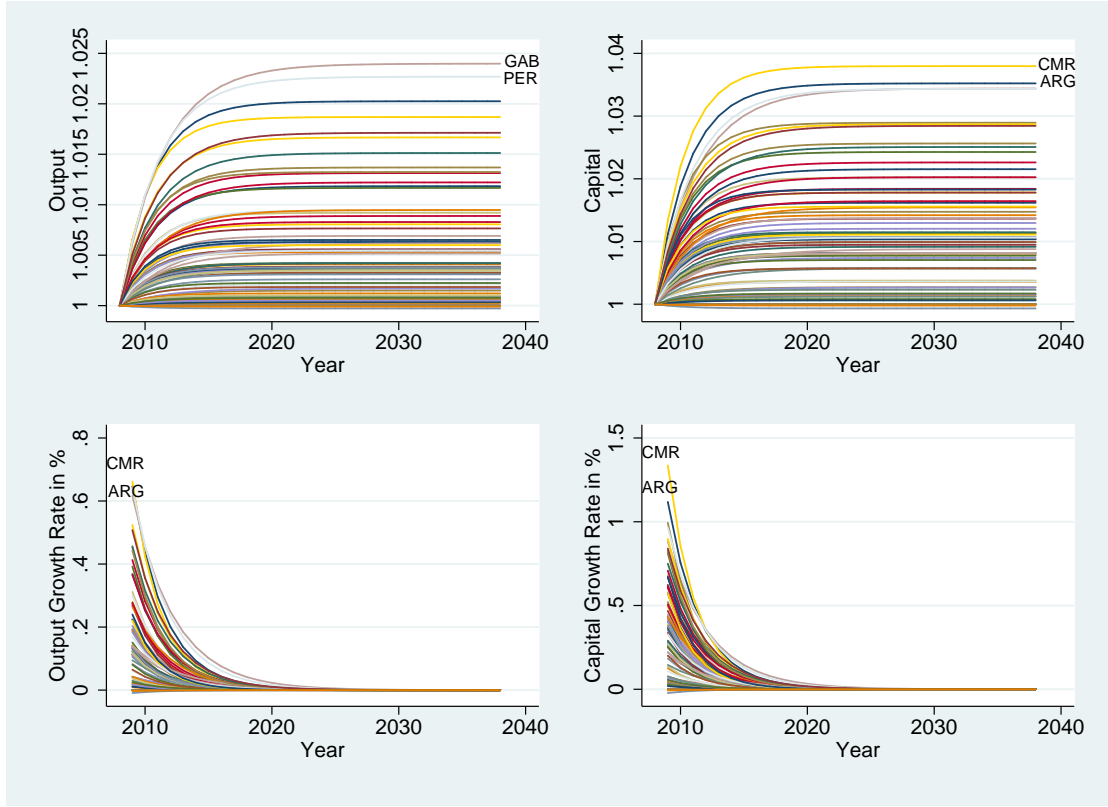 1.025
1.02
1.015
1.01
1.005
1
Output
GAB
PER
2010 2020 2030 2040
Year
1.04
1.03
1.02
1.01
1
Capital
CMR
ARG
2010 2020 2030 2040
Year
.8
.6
.4
.2
0
Output Growth Rate in %
CMR
ARG
2010 2020 2030 2040
Year
1.5
1
.5
0
Capital Growth Rate in %
CMR
ARG
2010 2020 2030 2040
Year